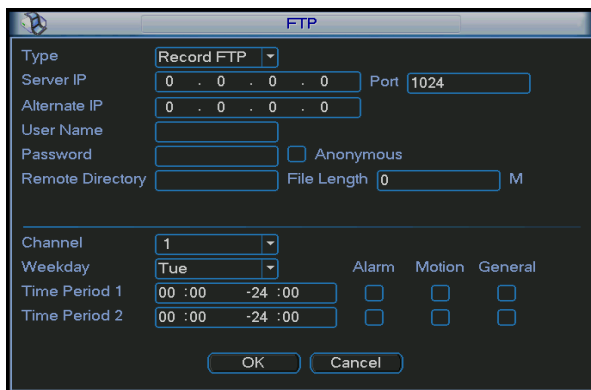 FTP
Type Record FTP
Server IP 0 . 0 . 0 . 0 Port 1024
Alternate IP 0 . 0 . 0 . 0
User Name
Password Anonymous
Remote Directory File Length 0 M
Channel 1
Weekday Tue Alarm Motion General
Time Period 1 00 :00 -24 :00
Time Period 2 00 :00 -24 :00
OK Cancel